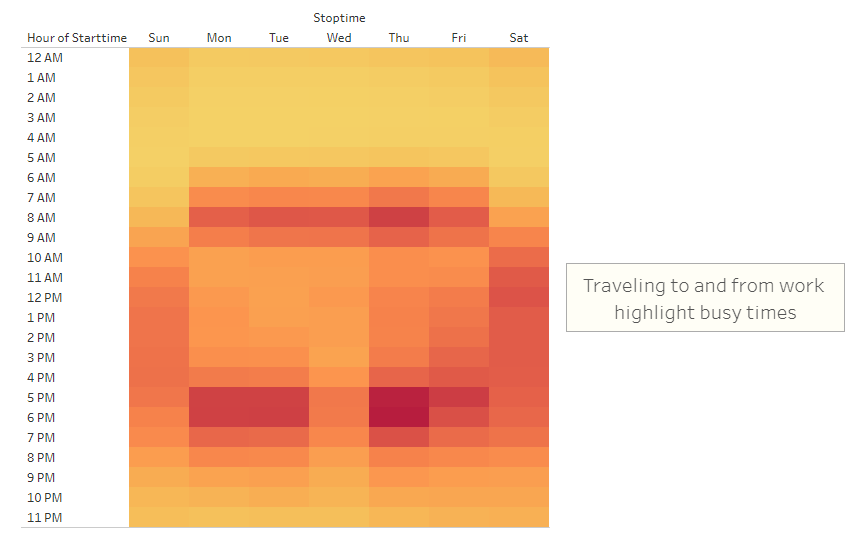 Stoptime
Hour of Starttime Sun Mon Tue Wed Thu Fri Sat
12 AM
1 AM
2 AM
3 AM
4 AM
5 AM
6 AM
7 AM
8 AM
9 AM
10 AM
11 AM
12 PM
1 PM
2 PM
3 PM
4 PM
5 PM
6 PM
7 PM
8 PM
9 PM
10 PM
11 PM
Traveling to and from work
highlight busy times